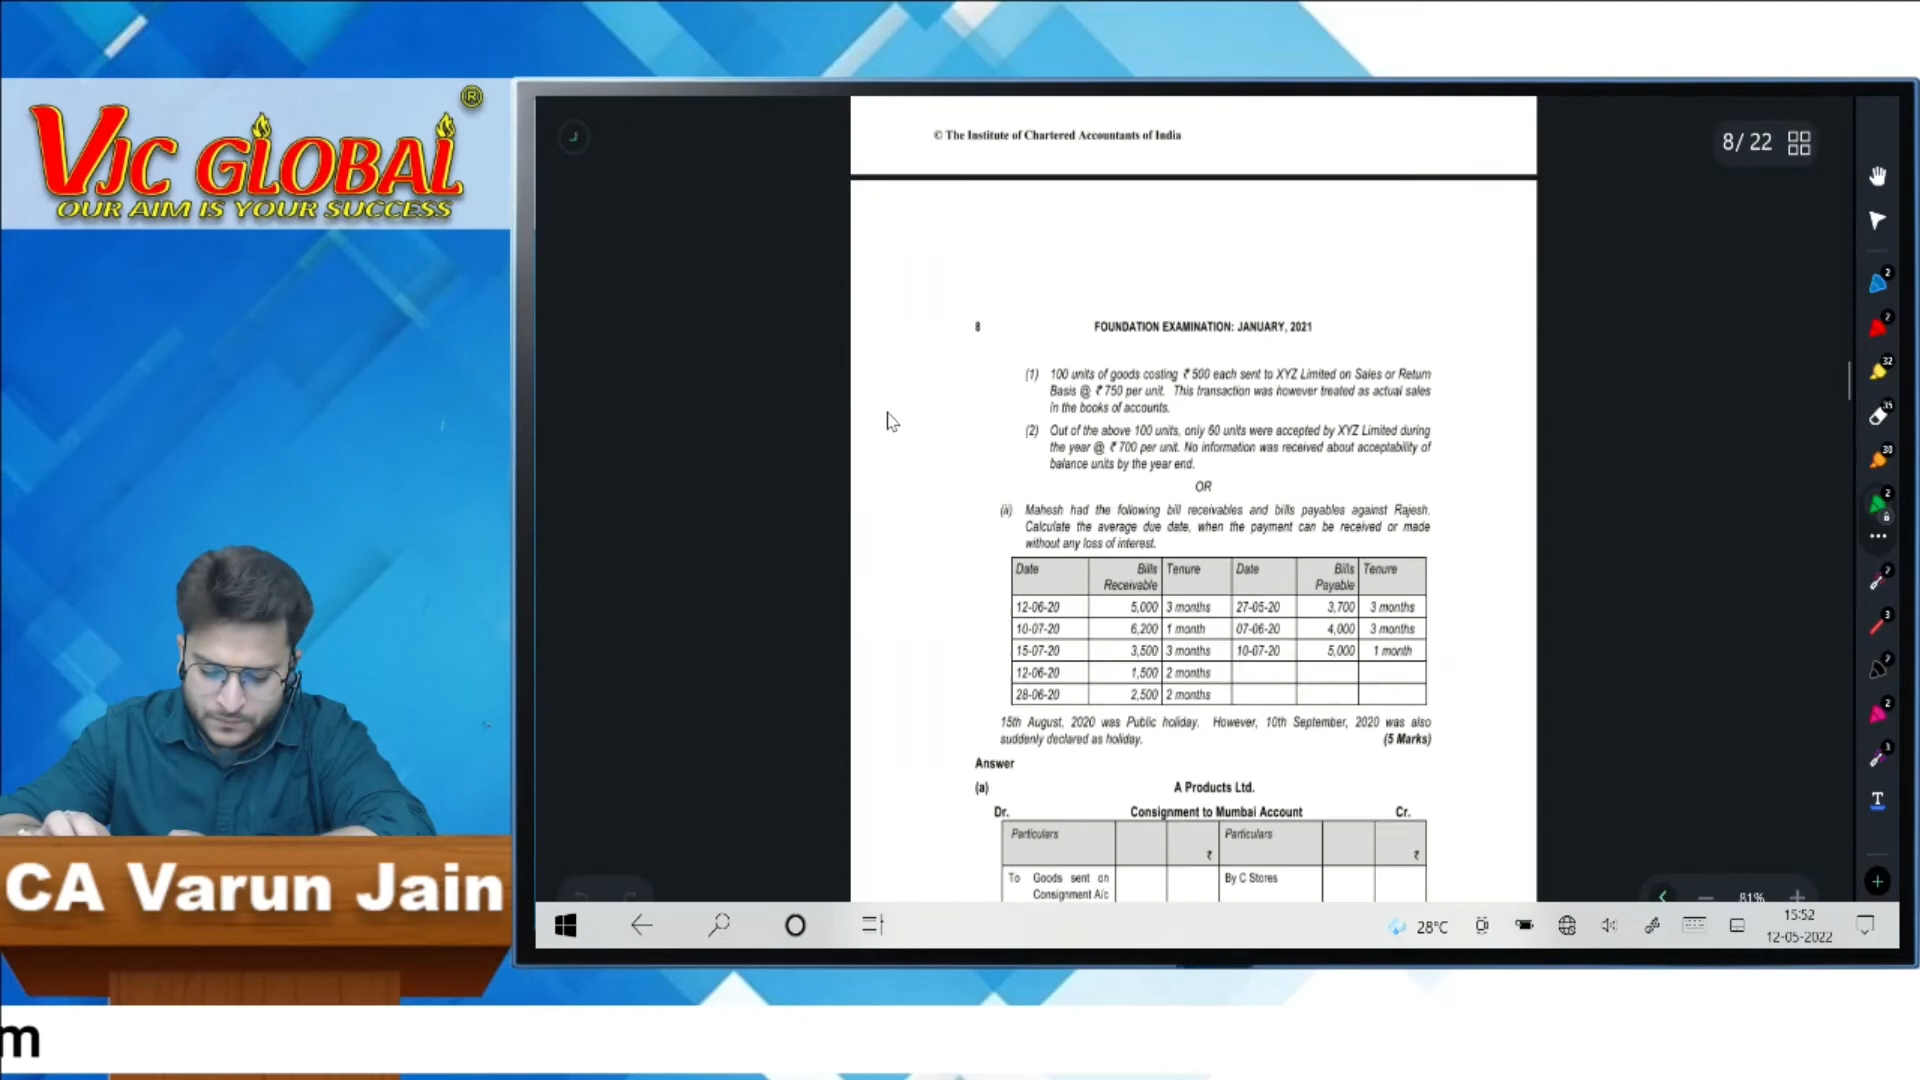 VJC GLOBAL ®
OUR AIM IS YOUR SUCCESS
CA Varun Jain
m
© The Institute of Chartered Accountants of India
8/ 22
8 FOUNDATION EXAMINATION: JANUARY, 2021
(1) 100 units of goods costing ₹ 500 each sent to XYZ Limited on Sales or Return
Basis @ ₹ 750 per unit. This transaction was however treated as actual sales
in the books of accounts.
(2) Out of the above 100 units, only 60 units were accepted by XYZ Limited during
the year @ ₹ 700 per unit. No information was received about acceptability of
balance units by the year end.
OR
(ii) Mahesh had the following bill receivables and bills payables against Rajesh.
Calculate the average due date, when the payment can be received or made
without any loss of interest.
Date Bills Tenure Date Bills Tenure
Receivable Payable
12-06-20 5,000 3 months 27-05-20 3,700 3 months
10-07-20 6,200 1 month 07-06-20 4,000 3 months
15-07-20 3,500 3 months 10-07-20 5,000 1 month
12-06-20 1,500 2 months
28-06-20 2,500 2 months
15th August, 2020 was Public holiday. However, 10th September, 2020 was also
suddenly declared as holiday. (5 Marks)
Answer
(a) A Products Ltd.
Dr. Consignment to Mumbai Account Cr.
Particulars Particulars
₹ ₹
To Goods sent on By C Stores
Consignment A/c
2
2
32
35
30
2
2
3
7
2
3
T
81%
28°C
15:52
12-05-2022